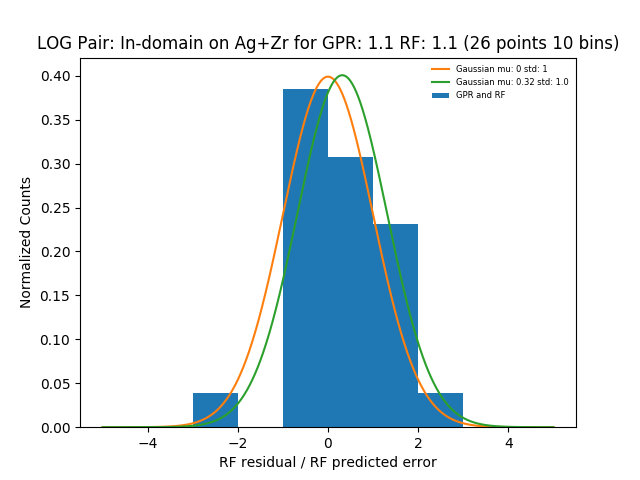 LOG Pair: In-domain on Ag+Zr for GPR: 1.1 RF: 1.1 (26 points 10 bins)
Gaussian mu: 0 std: 1
Gaussian mu: 0.32 std: 1.0
GPR and RF
Normalized Counts
0.40
0.35
0.30
0.25
0.20
0.15
0.10
0.05
0.00
−4
−2
0
2
4
RF residual / RF predicted error